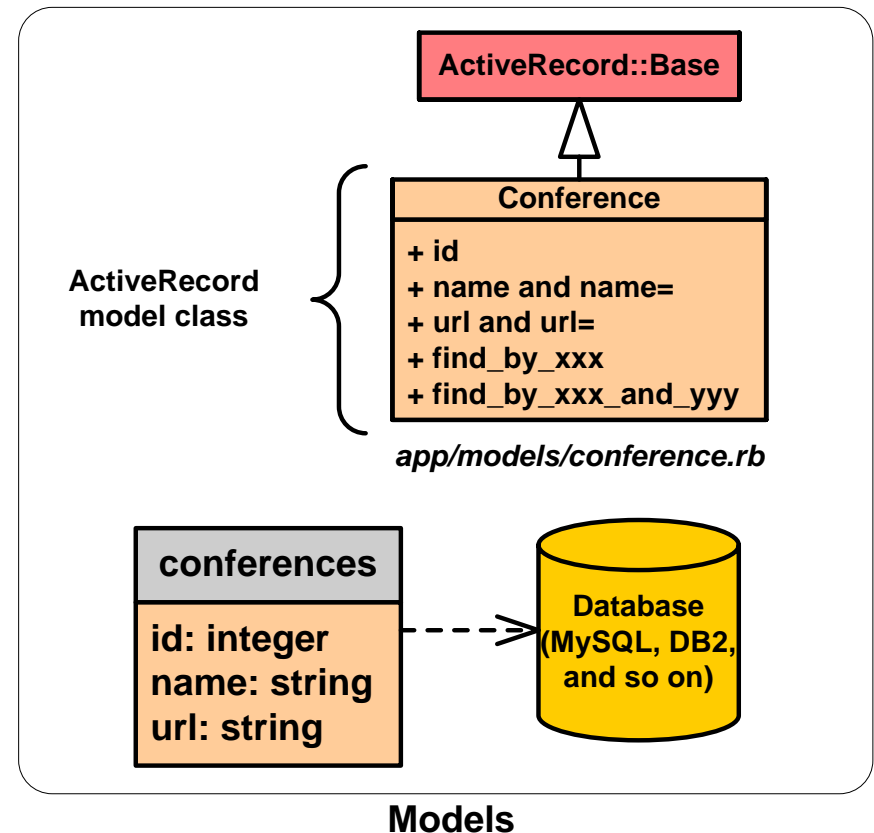 ActiveRecord::Base
Conference
+ id
+ name and name=
+ url and url=
+ find_by_xxx
+ find_by_xxx_and_yyy
ActiveRecord
model class
app/models/conference.rb
conferences
id: integer
name: string
url: string
Database
(MySQL, DB2,
and so on)
Models